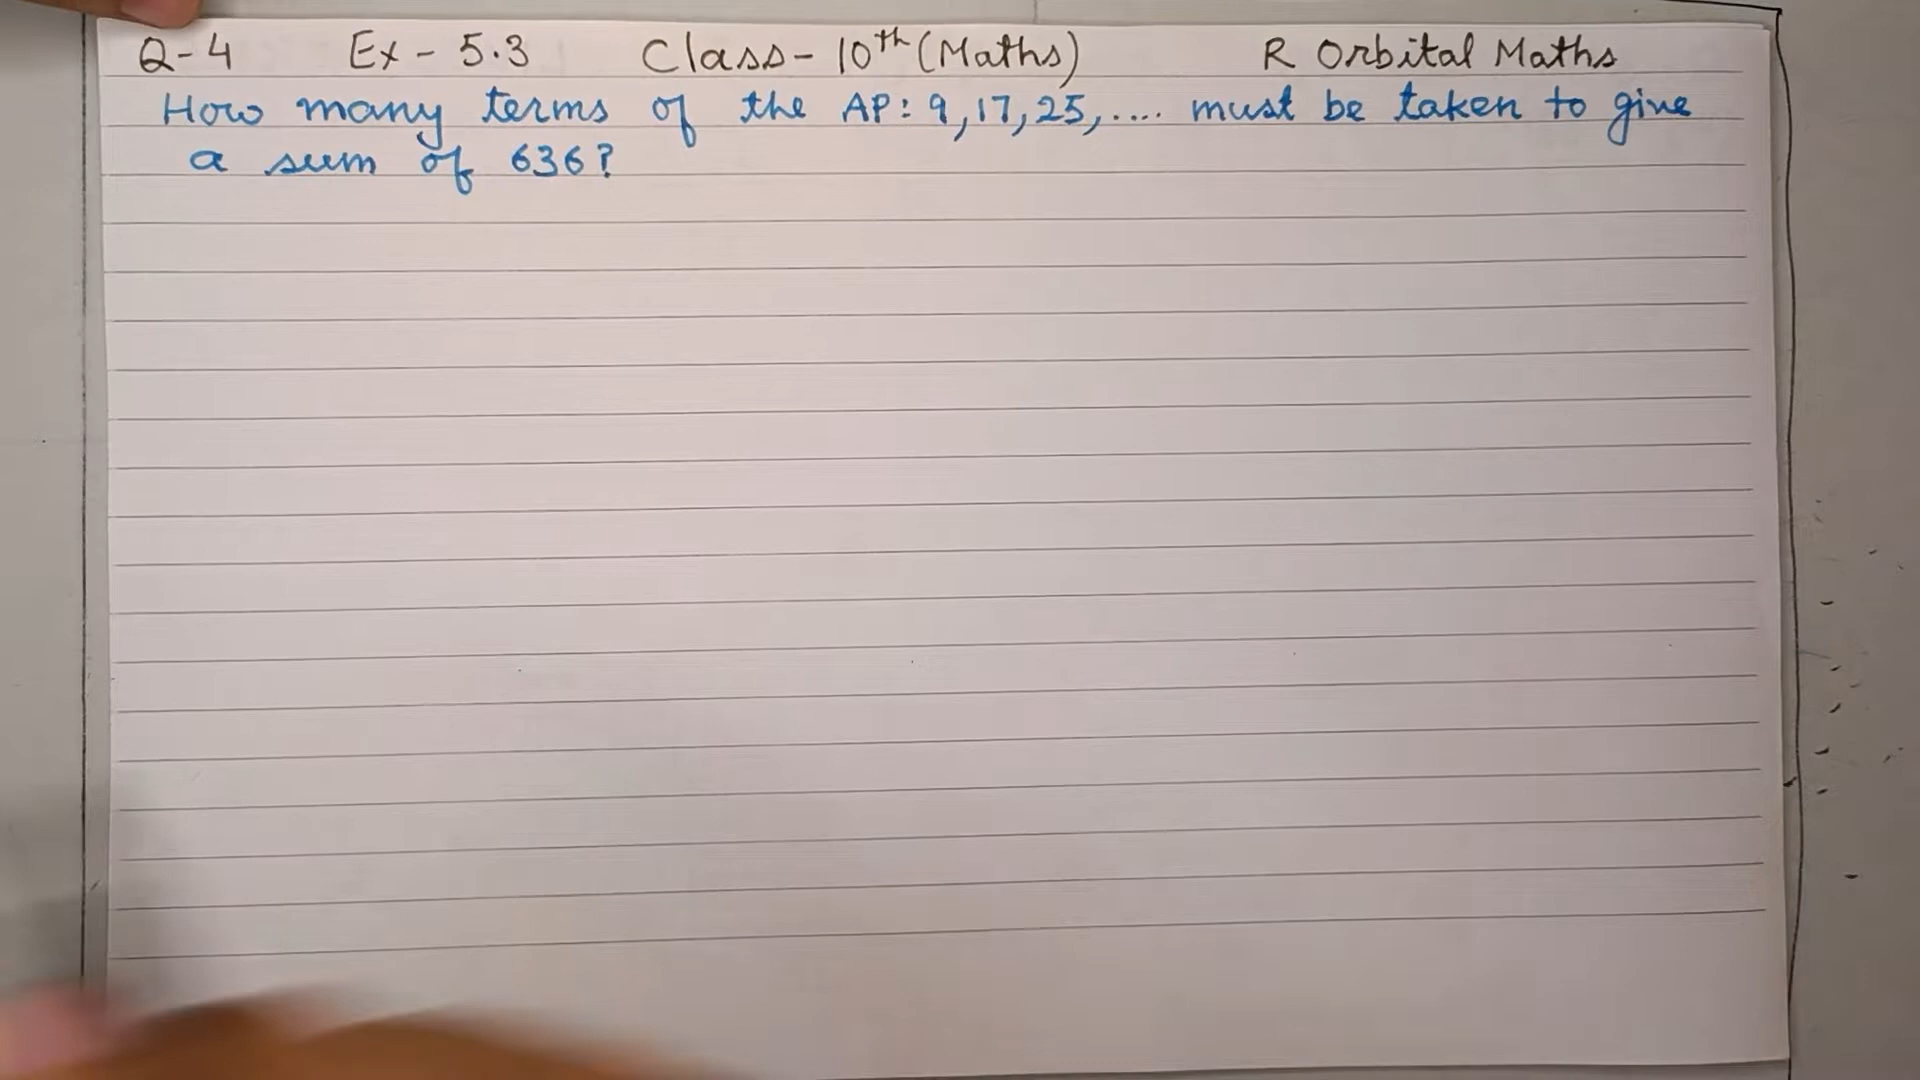 Q-4 Ex - 5.3 Class - 10th (Maths) R Orbital Maths
How many terms of the AP: 9, 17, 25, .... must be taken to give
a sum of 636?